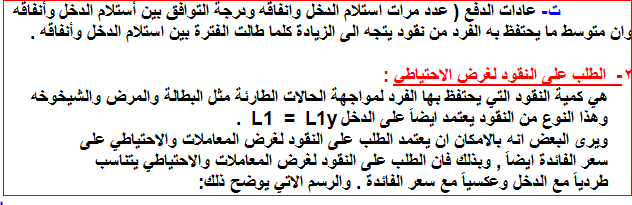 ت- عادات الدفع ( عدد مرات استلام الدخل وانفاقه ودرجة التوافق بين أستلام الدخل وأنفاقه
وان متوسط ما يحتفظ به الفرد من نقود يتجه الى الزيادة كلما طالت الفترة بين استلام الدخل وأنفاقه .
٢- الطلب على النقود لغرض الاحتياطي :
هي كمية النقود التي يحتفظ بها الفرد لمواجهة الحالات الطارئة مثل البطالة والمرض والشيخوخه
وهذا النوع من النقود يعتمد ايضاً على الدخل L1 = L1y .
ويرى البعض انه بالامكان ان يعتمد الطلب على النقود لغرض المعاملات والاحتياطي على
سعر الفائدة ايضاً , وبذلك فان الطلب على النقود لغرض المعاملات والاحتياطي يتناسب
طردياً مع الدخل وعكسياً مع سعر الفائدة . والرسم الاتي يوضح ذلك: